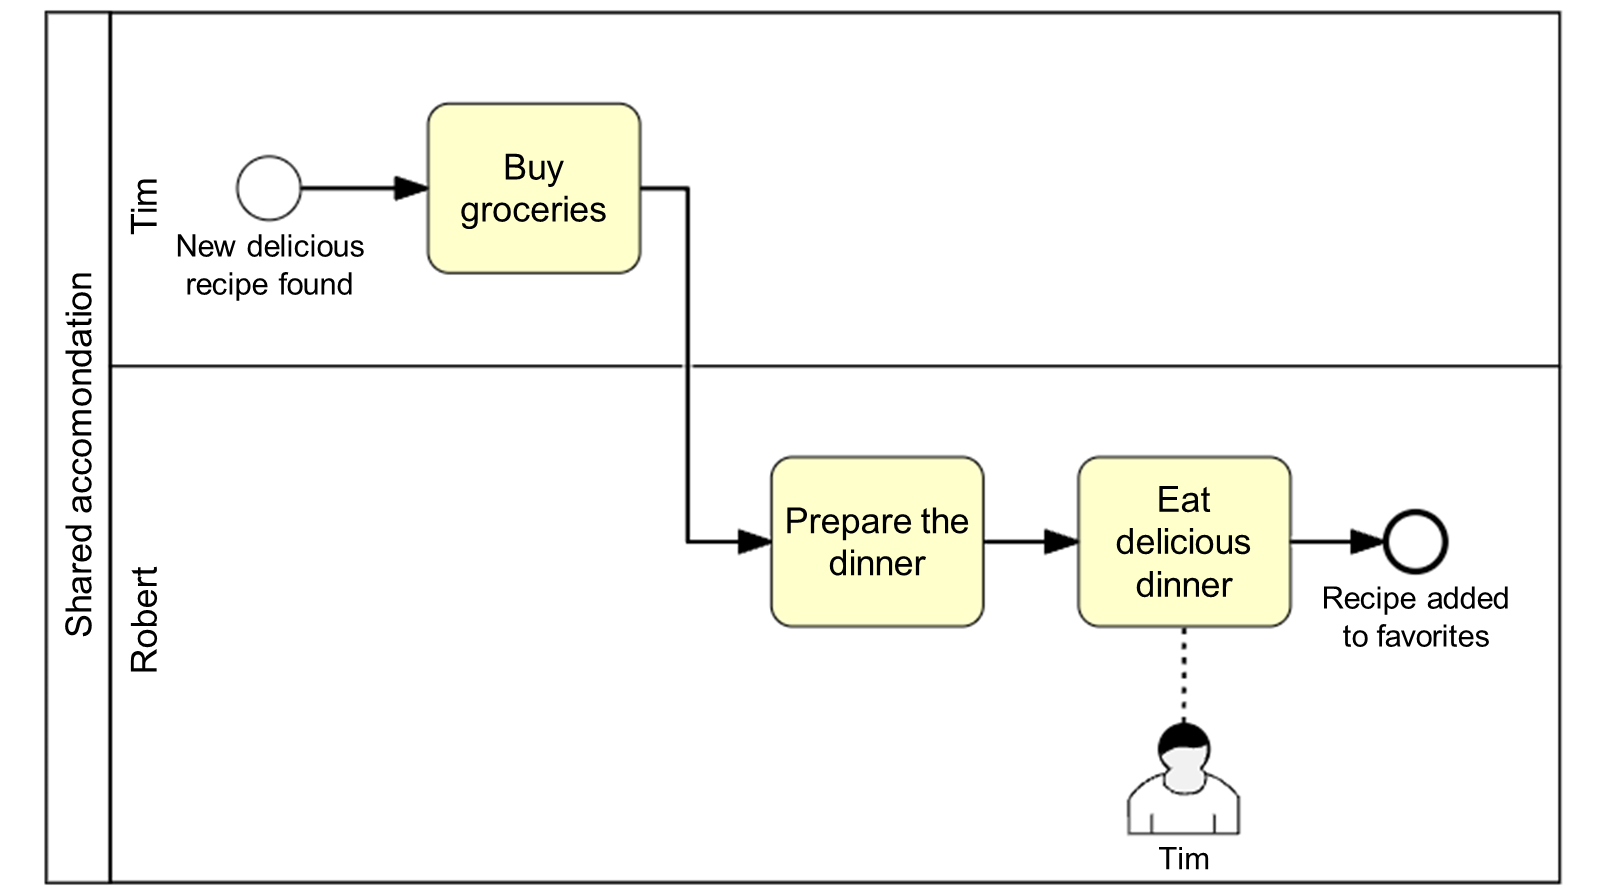 Shared accomondation
Tim
New delicious
recipe found
Buy
groceries
Robert
Prepare the
dinner
Eat
delicious
dinner
Recipe added
to favorites
Tim